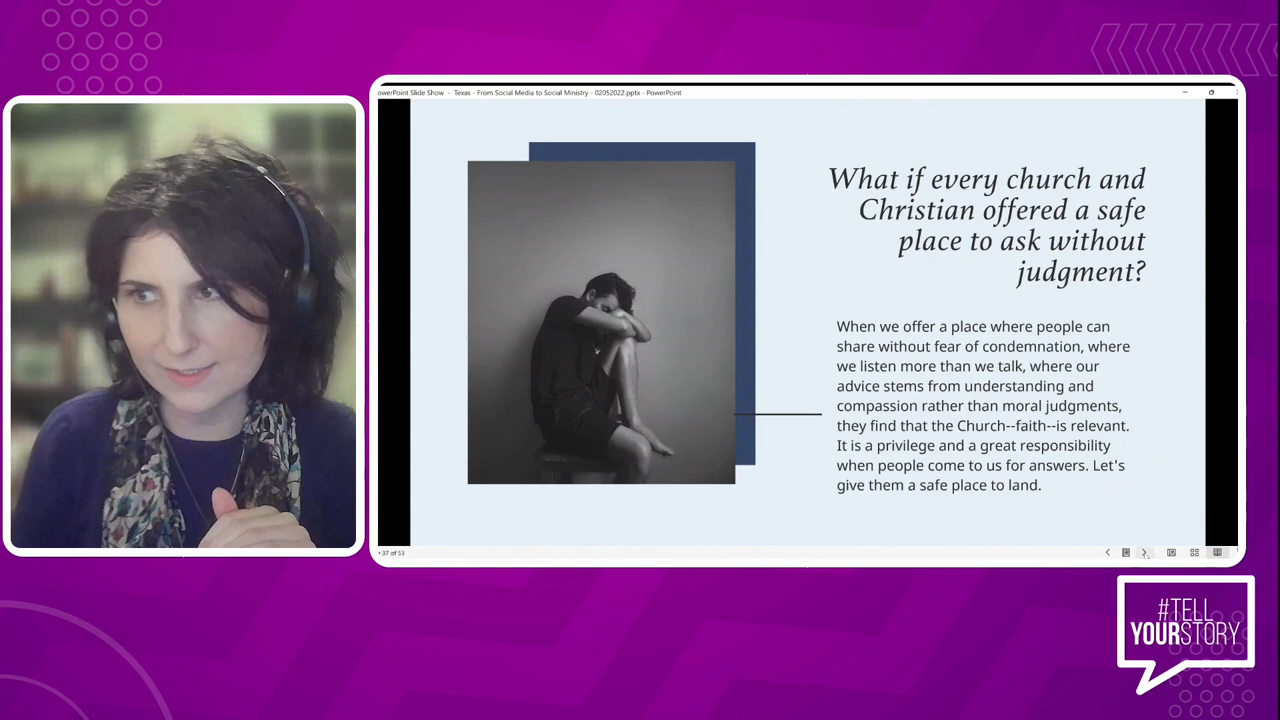 owerPoint Slide Show - Texas - From Social Media to Social Ministry - 02052022.pptx - PowerPoint
What if every church and
Christian offered a safe
place to ask without
judgment?
When we offer a place where people can
share without fear of condemnation, where
we listen more than we talk, where our
advice stems from understanding and
compassion rather than moral judgments,
they find that the Church--faith--is relevant.
It is a privilege and a great responsibility
when people come to us for answers. Let's
give them a safe place to land.
37 of 53
#TELL
YOURSTORY